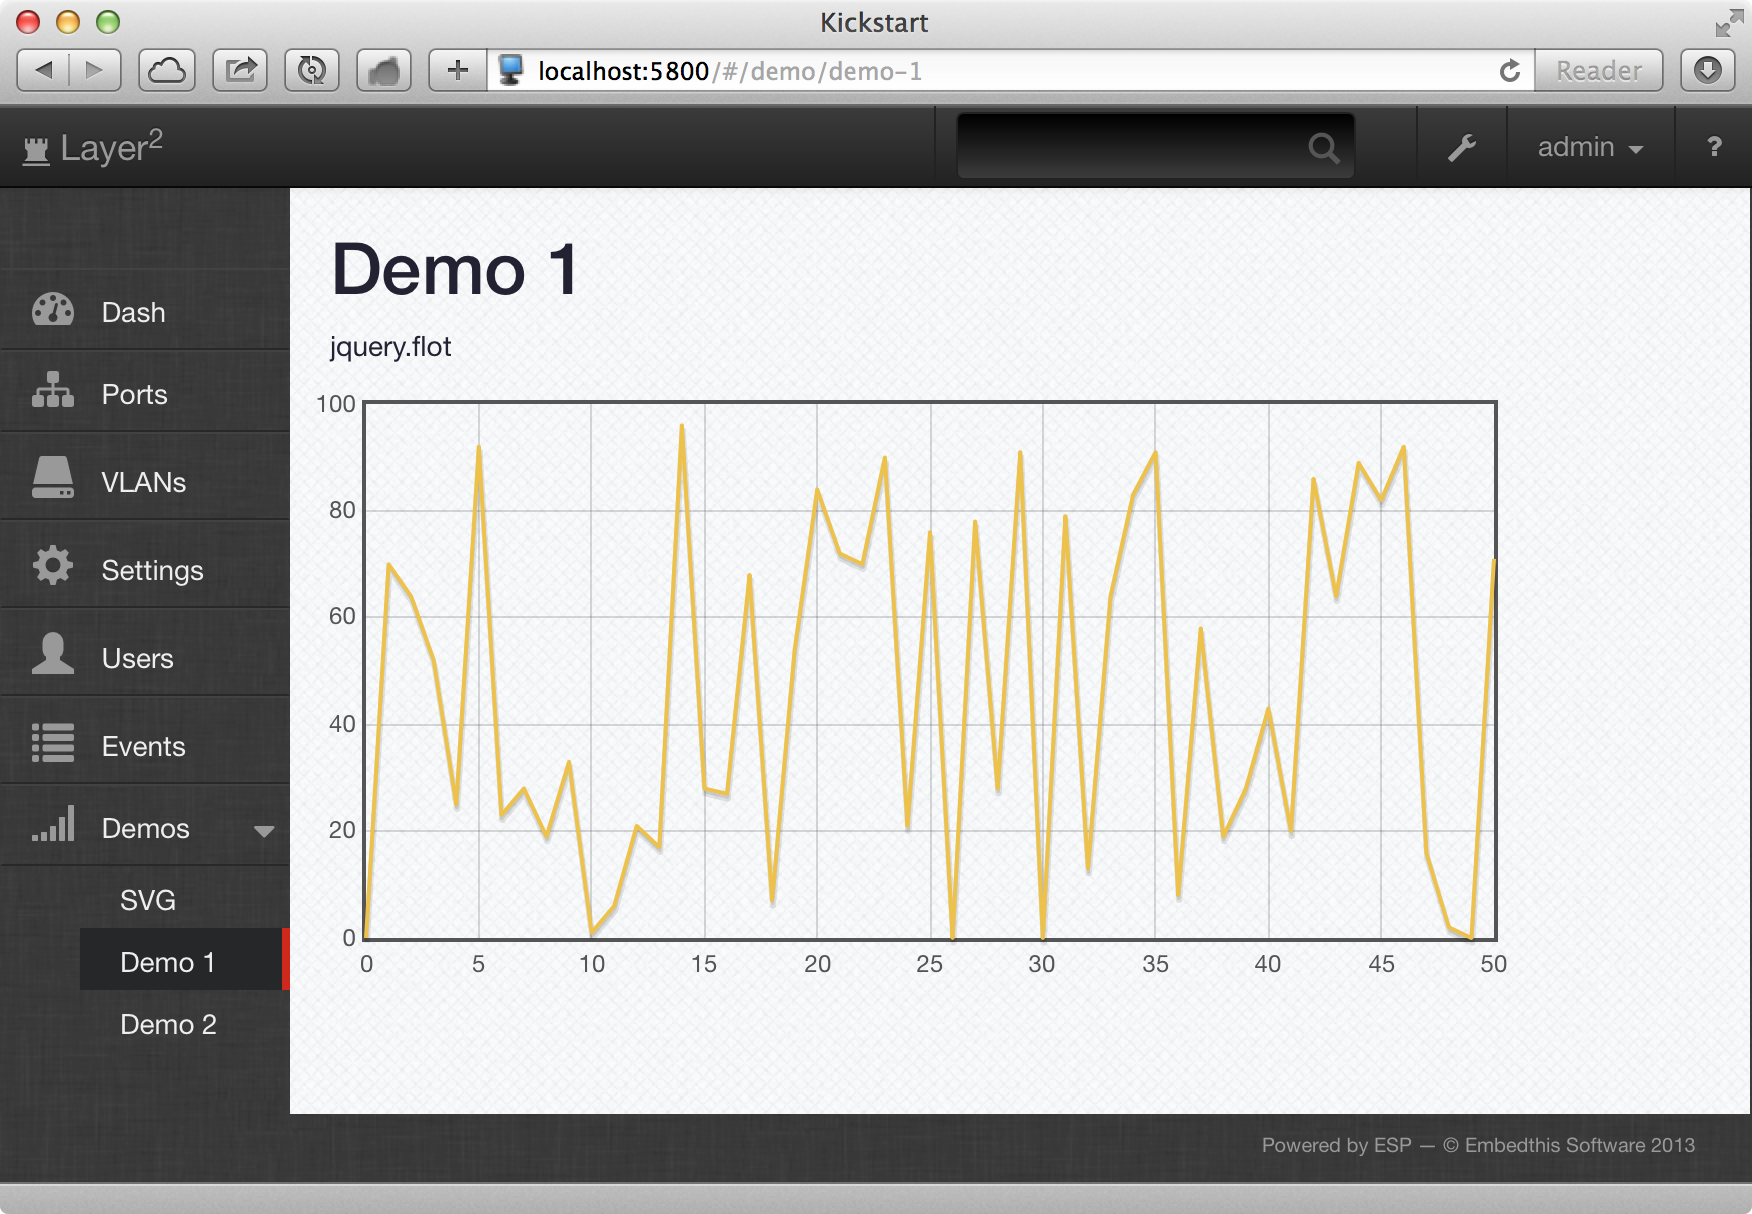 Kickstart
localhost:5800/#/demo/demo-1
Reader
Layer²
admin
?
Dash
Ports
VLANs
Settings
Users
Events
Demos
SVG
Demo 1
Demo 2
Demo 1
jquery.flot
100
80
60
40
20
0
0 5 10 15 20 25 30 35 40 45 50
Powered by ESP — © Embedthis Software 2013